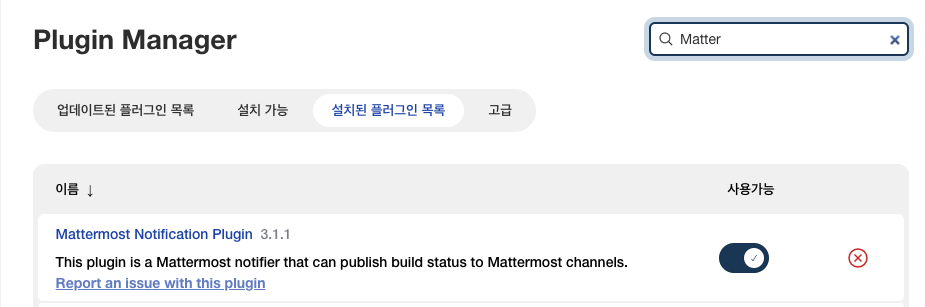 Plugin Manager
Matter
업데이트된 플러그인 목록 설치 가능 설치된 플러그인 목록 고급
이름 ↓ 사용가능
Mattermost Notification Plugin 3.1.1
This plugin is a Mattermost notifier that can publish build status to Mattermost channels.
Report an issue with this plugin